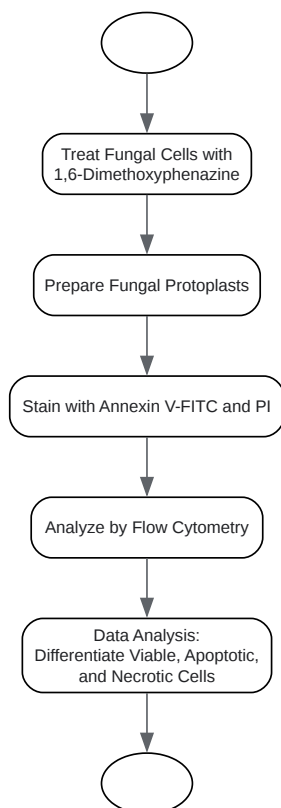 Treat Fungal Cells with
1,6-Dimethoxyphenazine
Prepare Fungal Protoplasts
Stain with Annexin V-FITC and PI
Analyze by Flow Cytometry
Data Analysis:
Differentiate Viable, Apoptotic,
and Necrotic Cells